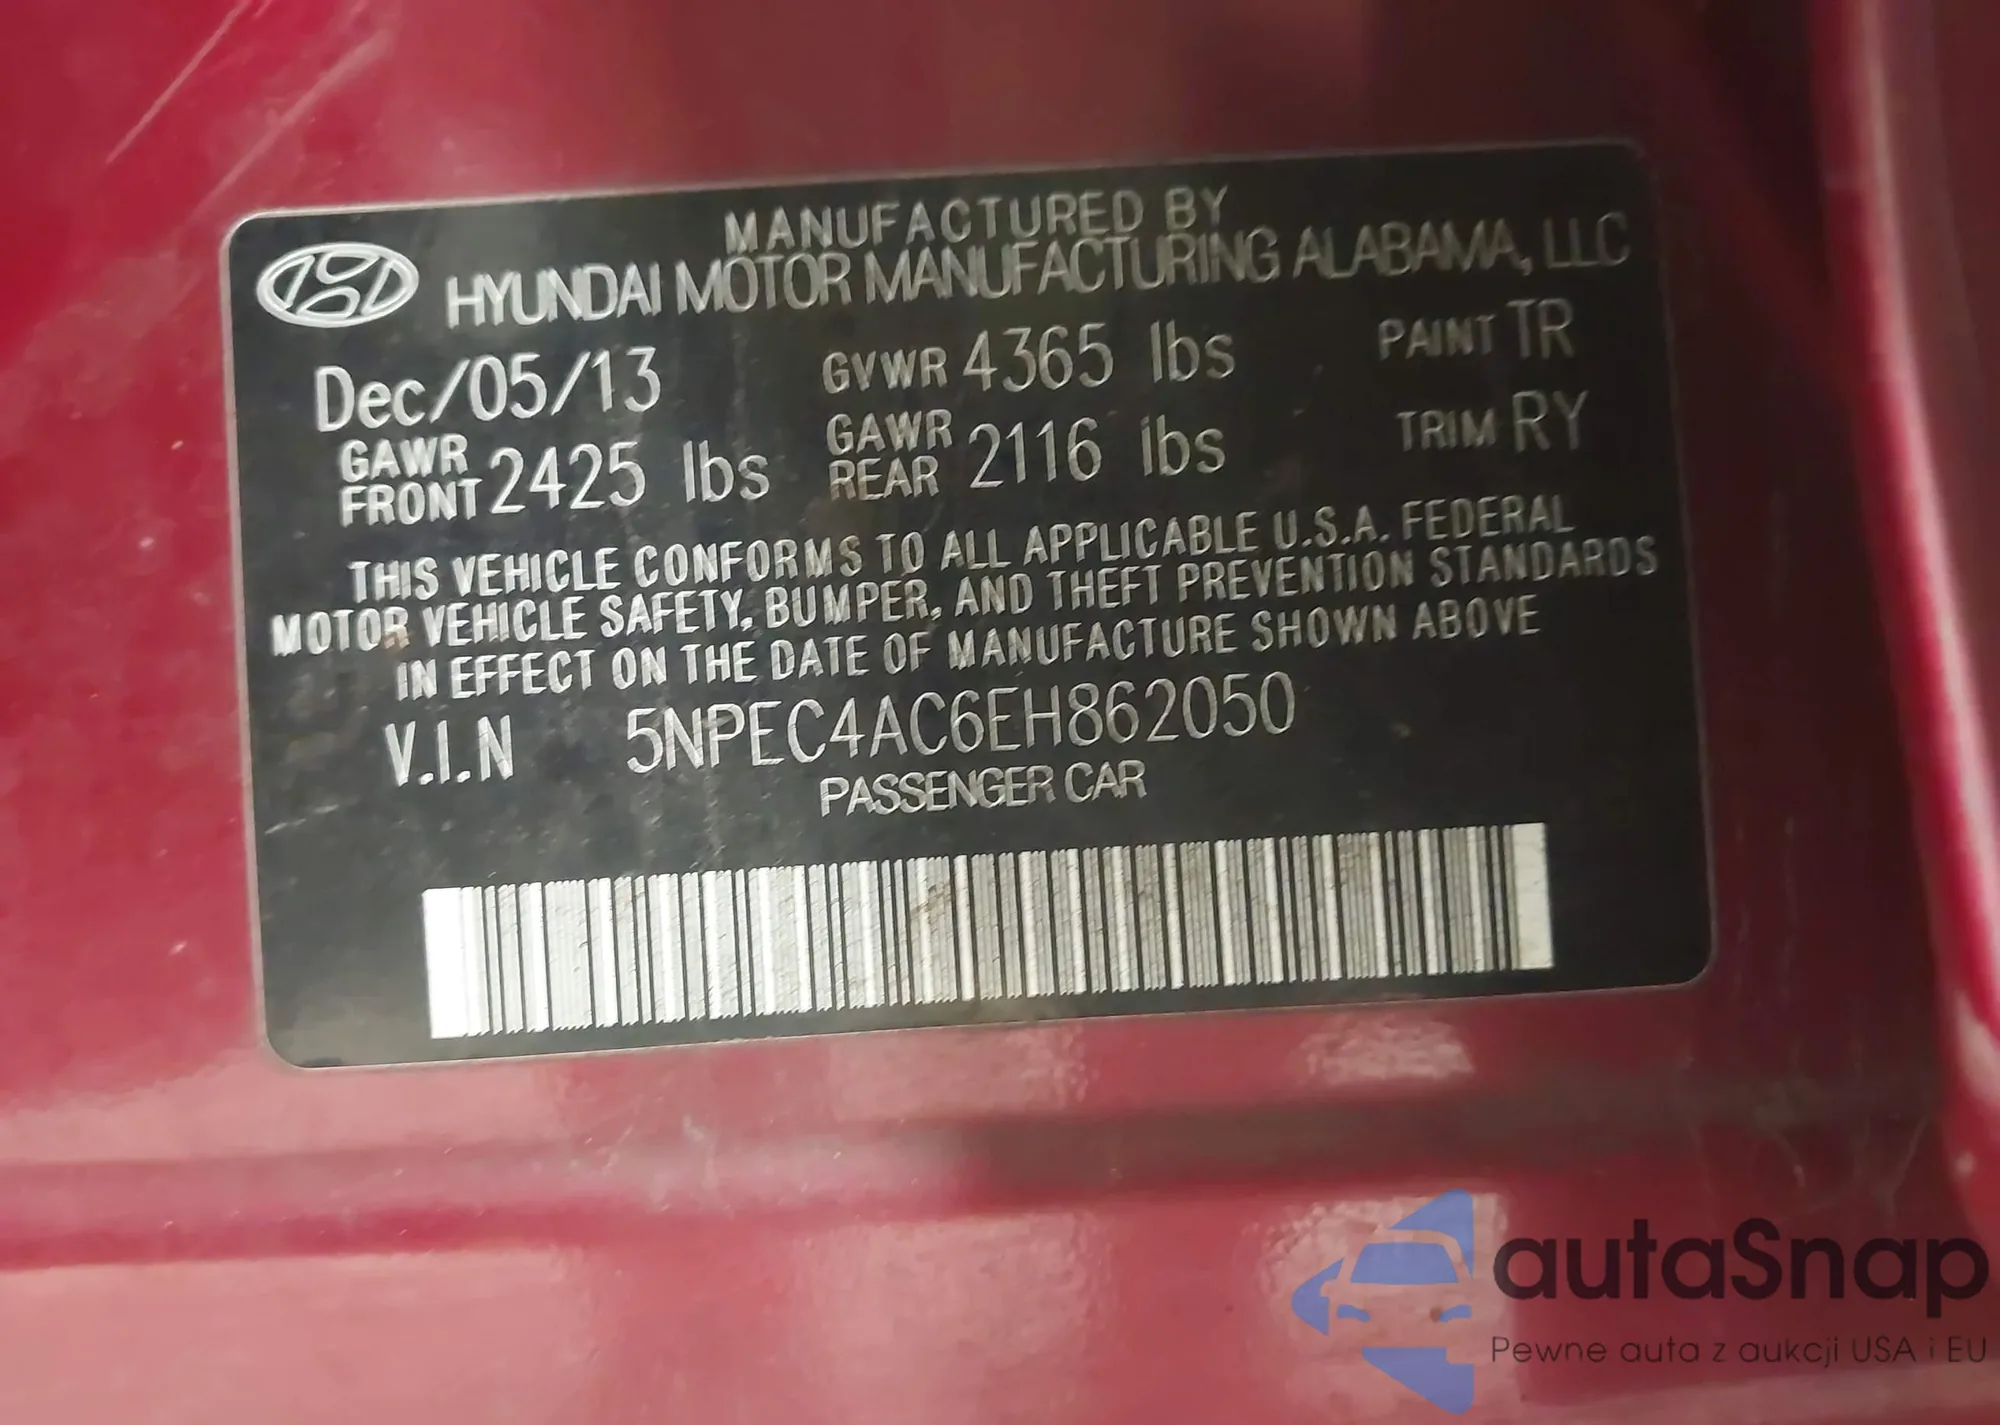 MANUFACTURED BY
HYUNDAI MOTOR MANUFACTURING ALABAMA, LLC
Dec/05/13 GVWR 4365 lbs PAINT TR
GAWR FRONT 2425 lbs GAWR REAR 2116 lbs TRIM RY
THIS VEHICLE CONFORMS TO ALL APPLICABLE U.S.A. FEDERAL
MOTOR VEHICLE SAFETY, BUMPER, AND THEFT PREVENTION STANDARDS
IN EFFECT ON THE DATE OF MANUFACTURE SHOWN ABOVE
V.I.N 5NPEC4AC6EH862050
PASSENGER CAR
autaSnap
Pewne auta z aukcji USA i EU